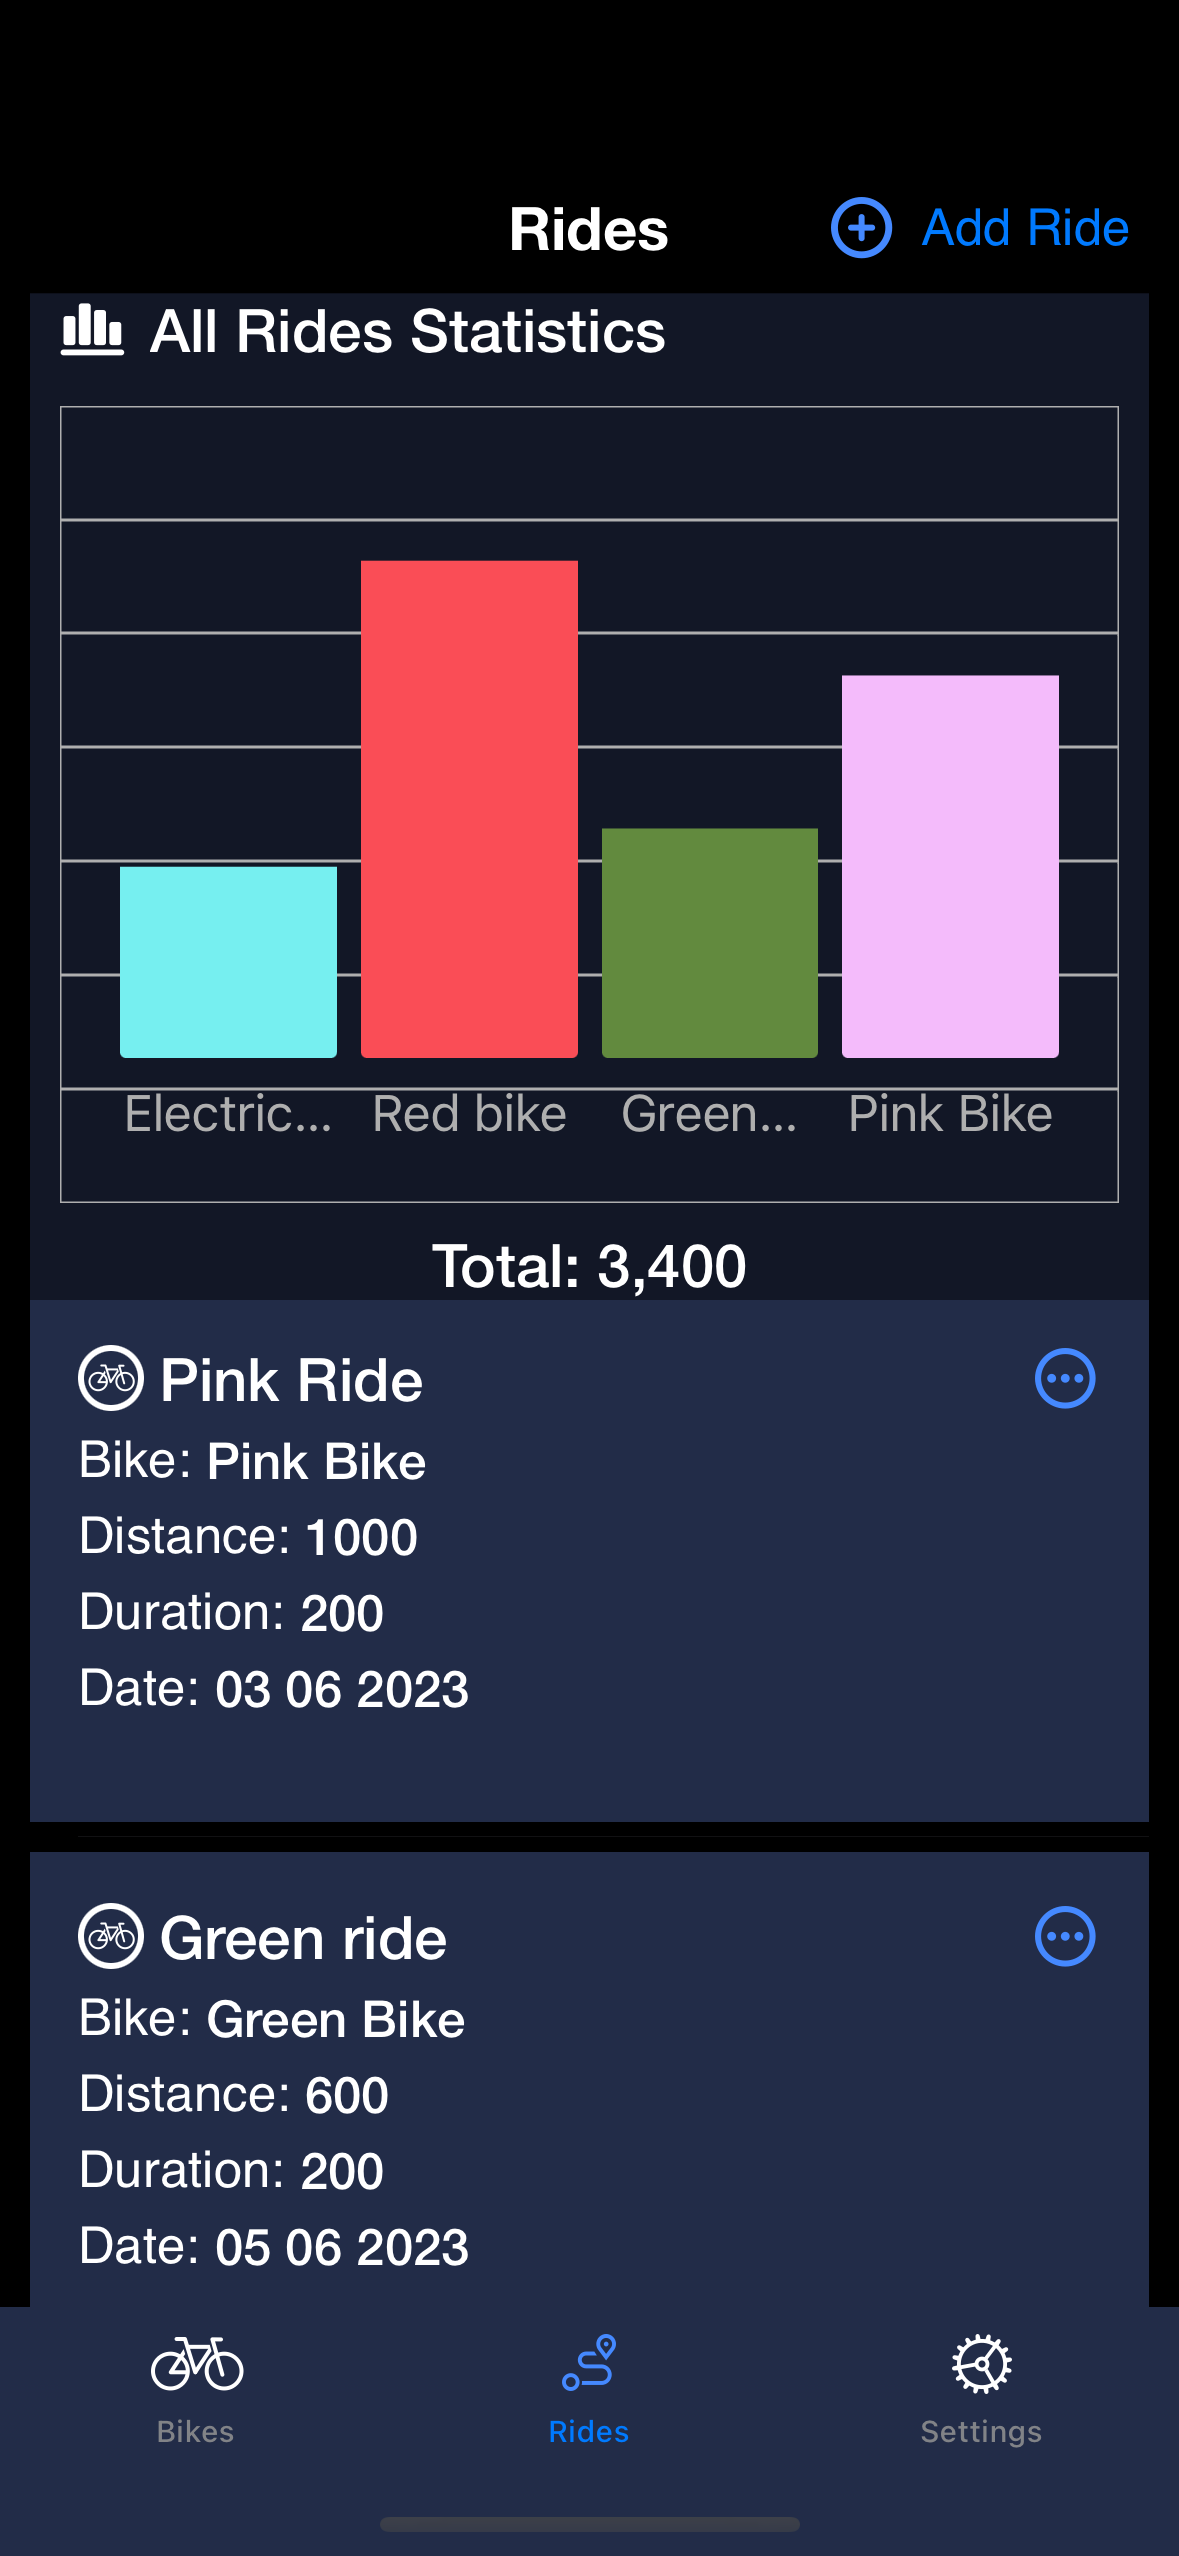 Rides
Add Ride
All Rides Statistics
Electric... Red bike Green... Pink Bike
Total: 3,400
Pink Ride
Bike: Pink Bike
Distance: 1000
Duration: 200
Date: 03 06 2023
Green ride
Bike: Green Bike
Distance: 600
Duration: 200
Date: 05 06 2023
Bikes Rides Settings